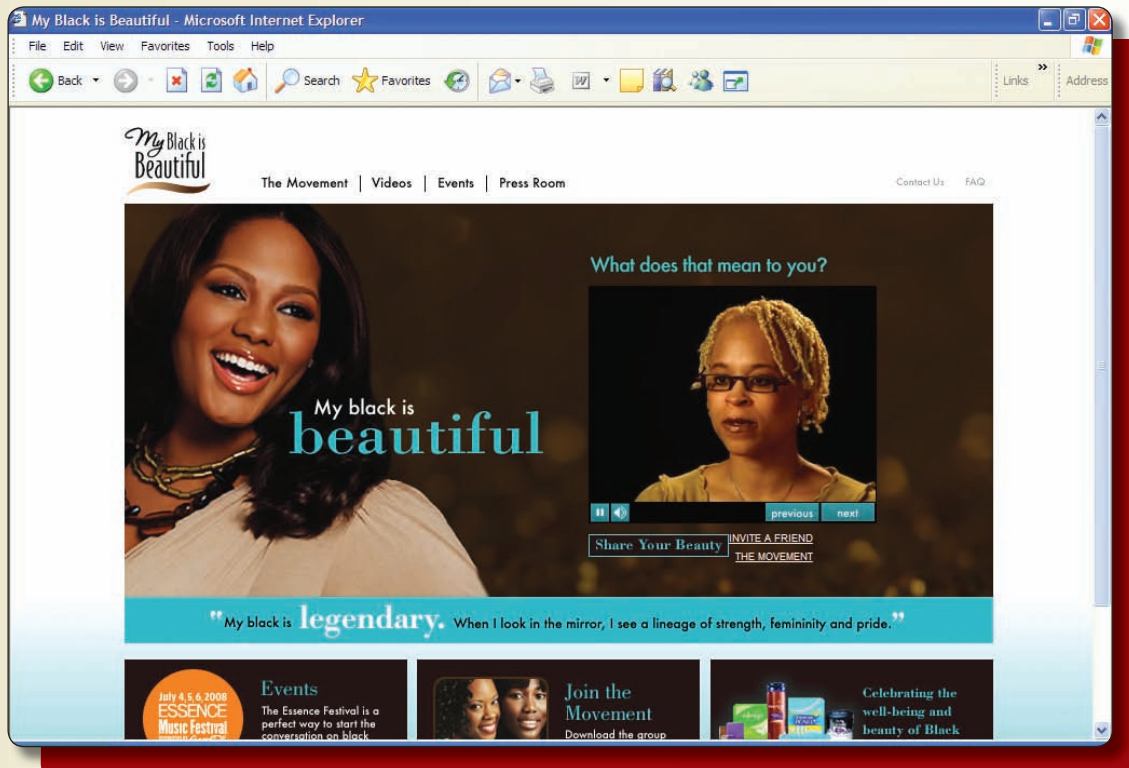 My Black is Beautiful - Microsoft Internet Explorer
File Edit View Favorites Tools Help
Back Search Favorites Links » Address
My Black is
Beautiful
The Movement | Videos | Events | Press Room
Contact Us FAQ
What does that mean to you?
My black is
beautiful
previous next
Share Your Beauty INVITE A FRIEND
THE MOVEMENT
"My black is legendary. When I look in the mirror, I see a lineage of strength, femininity and pride."
July 4, 5, 6, 2008
ESSENCE
Music Festival
Events
The Essence Festival is a
perfect way to start the
conversation on black
Join the
Movement
Download the group
Celebrating the
well-being and
beauty of Black